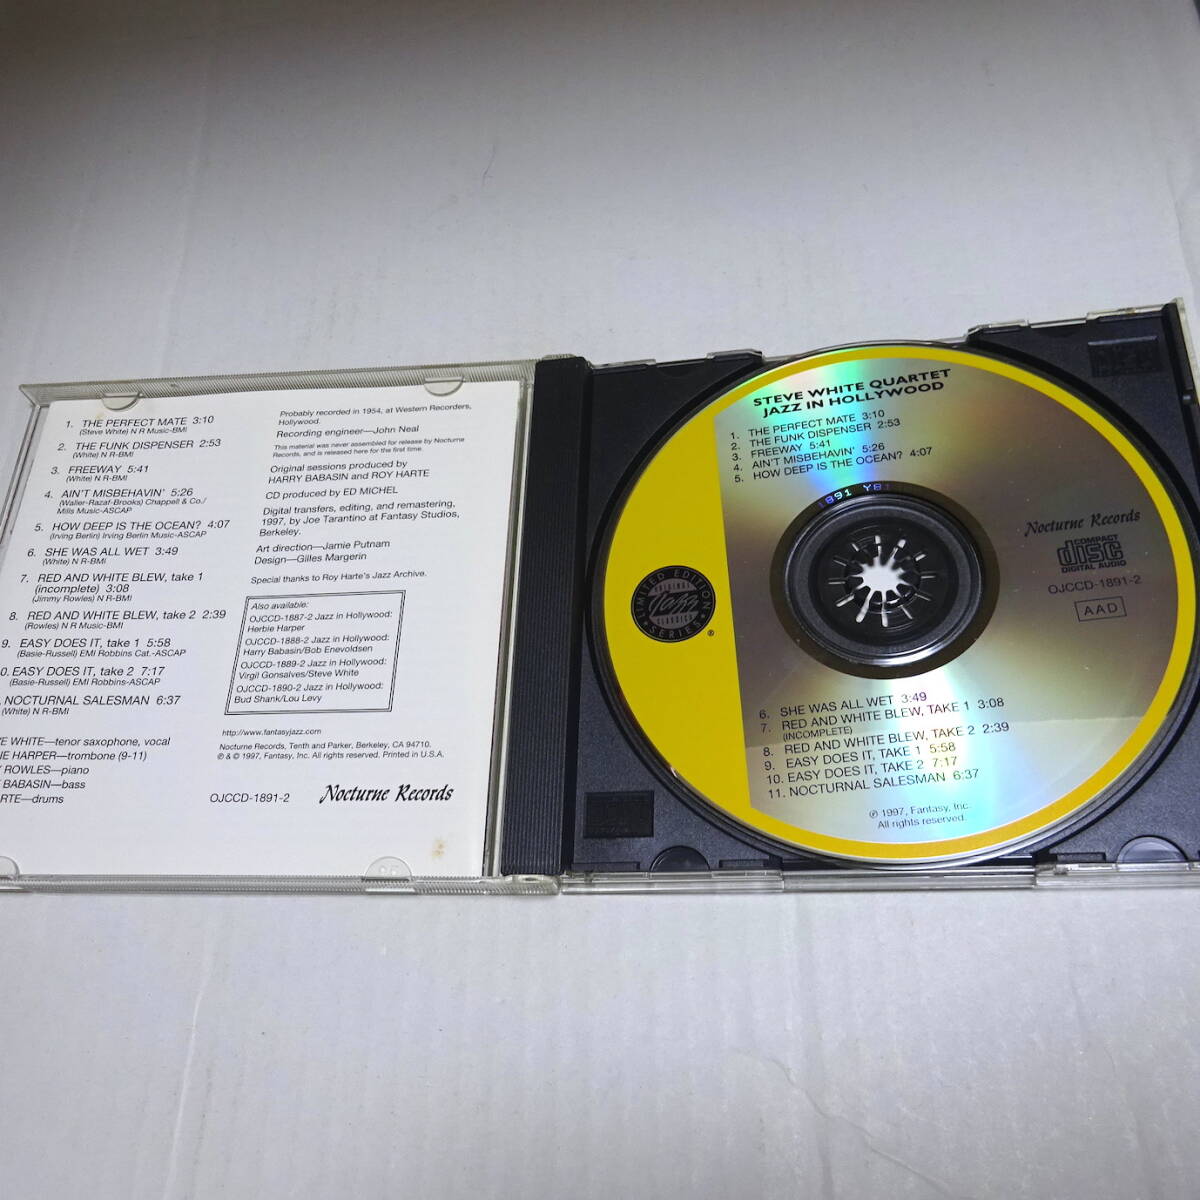 1. THE PERFECT MATE 3:10
(Steve White) N R Music-BMI
2. THE FUNK DISPENSER 2:53
(White) N R-BMI
3. FREEWAY 5:41
(White) N R-BMI
4. AIN'T MISBEHAVIN' 5:26
(Waller-Razaf-Brooks) Chappell & Co./
Mills Music-ASCAP
5. HOW DEEP IS THE OCEAN? 4:07
(Irving Berlin) Irving Berlin Music-ASCAP
6. SHE WAS ALL WET 3:49
(White) N R-BMI
7. RED AND WHITE BLEW, take 1
(incomplete) 3:08
(Jimmy Rowles) N R-BMI
8. RED AND WHITE BLEW, take 2 2:39
(Rowles) N R Music-BMI
9. EASY DOES IT, take 1 5:58
(Basie-Russell) EMI Robbins Cat.-ASCAP
0. EASY DOES IT, take 2 7:17
(Basie-Russell) EMI Robbins-ASCAP
. NOCTURNAL SALESMAN 6:37
(White) N R-BMI
VE WHITE—tenor saxophone, vocal
IE HARPER—trombone (9-11)
Y ROWLES—piano
Y BABASIN—bass
ARTE—drums
Probably recorded in 1954, at Western Recorders,
Hollywood.
Recording engineer—John Neal
This material was never assembled for release by Nocturne
Records, and is released here for the first time.
Original sessions produced by
HARRY BABASIN and ROY HARTE
CD produced by ED MICHEL
Digital transfers, editing, and remastering,
1997, by Joe Tarantino at Fantasy Studios,
Berkeley.
Art direction—Jamie Putnam
Design—Gilles Margerin
Special thanks to Roy Harte's Jazz Archive.
Also available:
OJCCD-1887-2 Jazz in Hollywood:
Herbie Harper
OJCCD-1888-2 Jazz in Hollywood:
Harry Babasin/Bob Enevoldsen
OJCCD-1889-2 Jazz in Hollywood:
Virgil Gonsalves/Steve White
OJCCD-1890-2 Jazz in Hollywood:
Bud Shank/Lou Levy
http://www.fantasyjazz.com
Nocturne Records, Tenth and Parker, Berkeley, CA 94710.
℗ & © 1997, Fantasy, Inc. All rights reserved. Printed in U.S.A.
OJCCD-1891-2 Nocturne Records
STEVE WHITE QUARTET
JAZZ IN HOLLYWOOD
1. THE PERFECT MATE 3:10
2. THE FUNK DISPENSER 2:53
3. FREEWAY 5:41
4. AIN'T MISBEHAVIN' 5:26
5. HOW DEEP IS THE OCEAN? 4:07
1891
Nocturne Records
COMPACT
disc
DIGITAL AUDIO
OJCCD-1891-2
AAD
LIMITED EDITION
ORIGINAL
Jazz
CLASSICS
SERIES
®
6. SHE WAS ALL WET 3:49
7. RED AND WHITE BLEW, TAKE 1 3:08
(INCOMPLETE)
8. RED AND WHITE BLEW, TAKE 2 2:39
9. EASY DOES IT, TAKE 1 5:58
10. EASY DOES IT, TAKE 2 7:17
11. NOCTURNAL SALESMAN 6:37
℗ 1997, Fantasy, Inc.
All rights reserved.